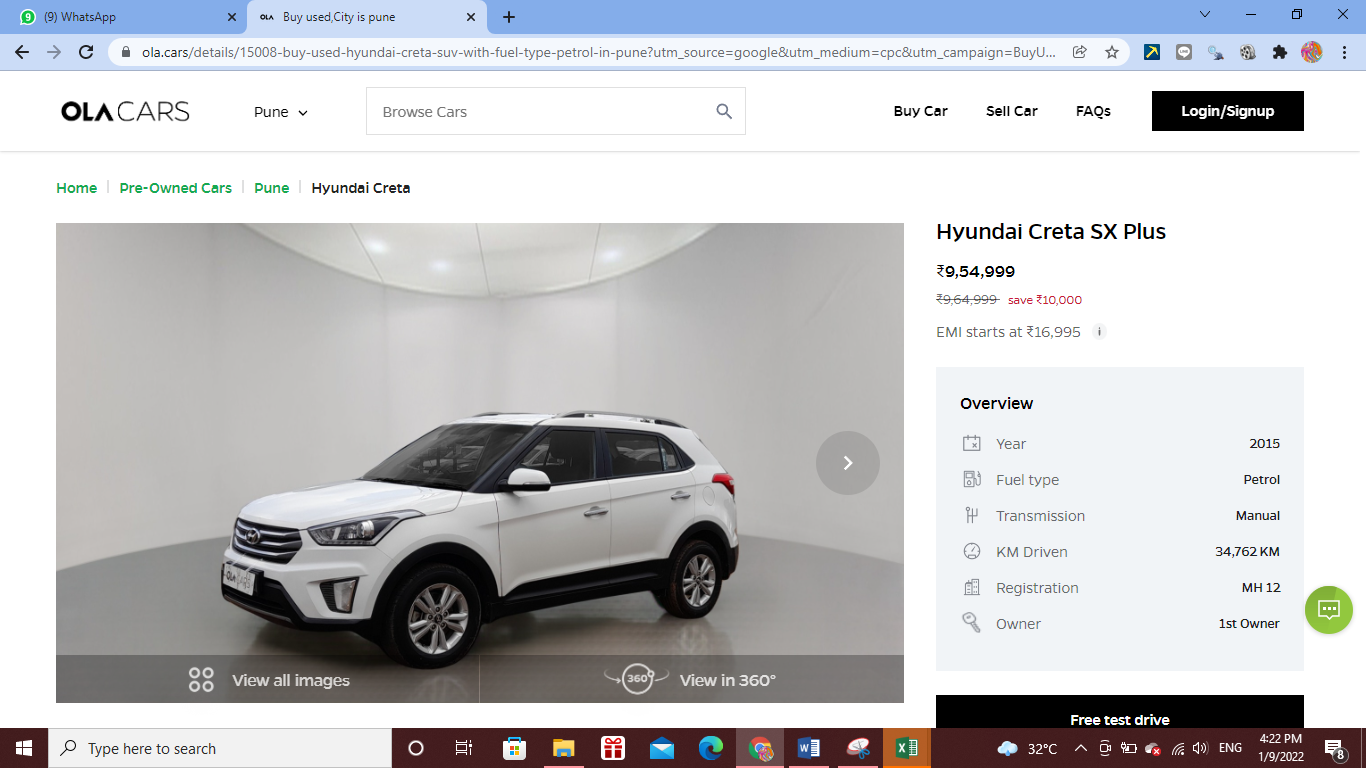 (9) WhatsApp
OLA Buy used,City is pune
ola.cars/details/15008-buy-used-hyundai-creta-suv-with-fuel-type-petrol-in-pune?utm_source=google&utm_medium=cpc&utm_campaign=BuyU...
OLA CARS
Pune
Browse Cars
Buy Car
Sell Car
FAQs
Login/Signup
Home
Pre-Owned Cars
Pune
Hyundai Creta
Hyundai Creta SX Plus
₹9,54,999
₹9,64,999 save ₹10,000
EMI starts at ₹16,995 i
Overview
Year 2015
Fuel type Petrol
Transmission Manual
KM Driven 34,762 KM
Registration MH 12
Owner 1st Owner
OLA CARS
View all images
360° View in 360°
Free test drive
Type here to search
32°C
ENG
4:22 PM
1/9/2022
8